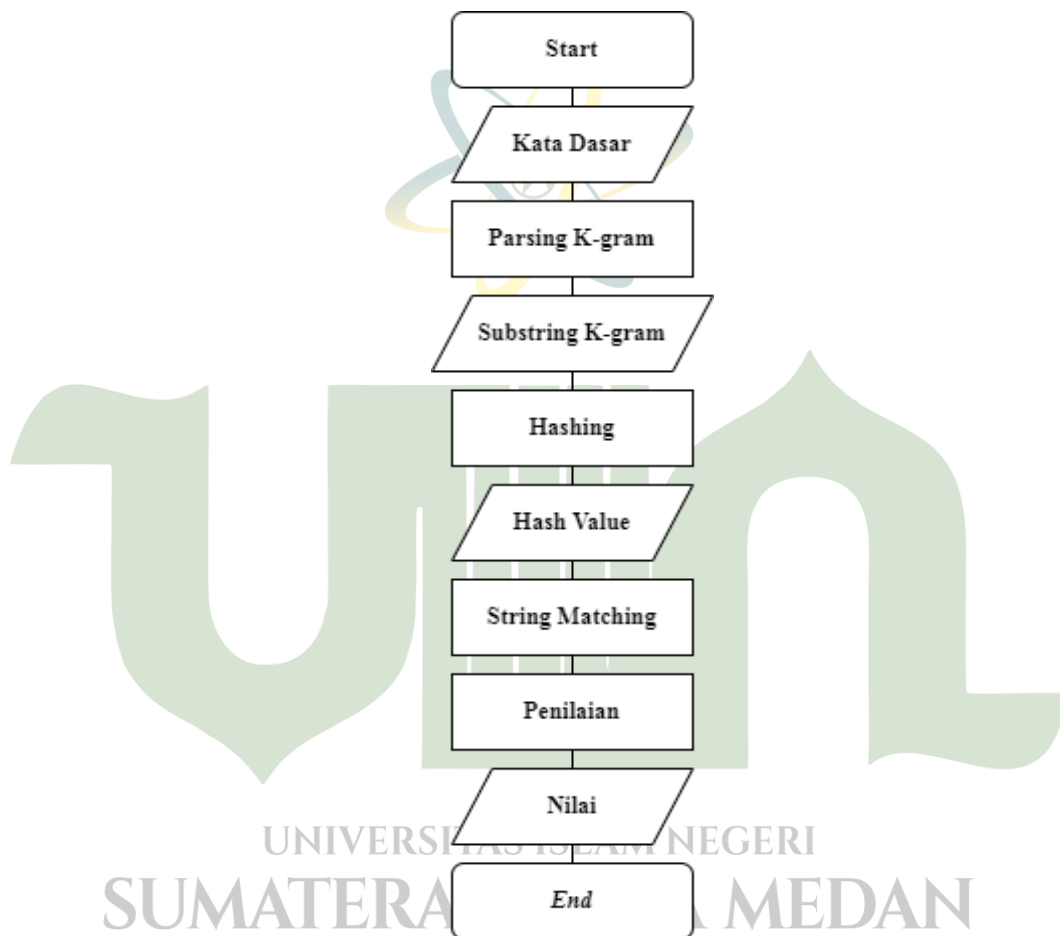 Start
Kata Dasar
Parsing K-gram
Substring K-gram
Hashing
Hash Value
String Matching
Penilaian
Nilai
UNIVERSITAS ISLAM NEGERI
End
SUMATERA MEDAN